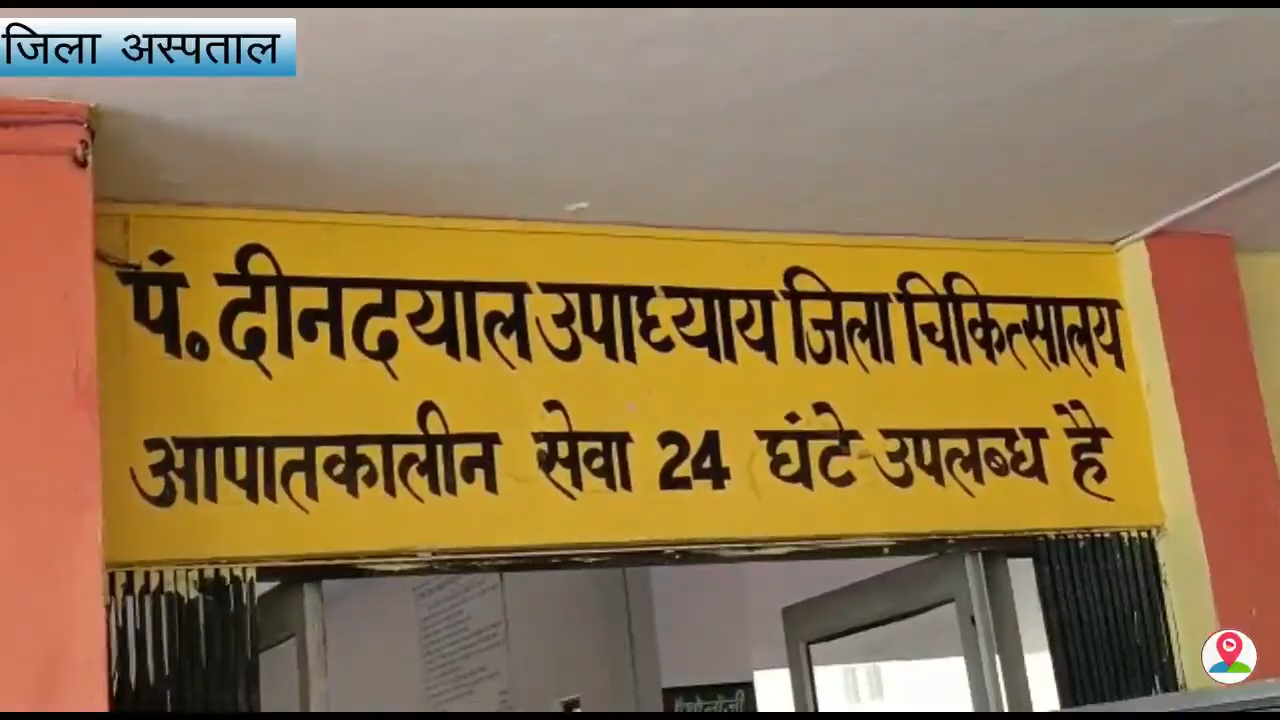 जिला अस्पताल
पं. दीनदयाल उपाध्याय जिला चिकित्सालय
आपातकालीन सेवा 24 घंटे उपलब्ध है